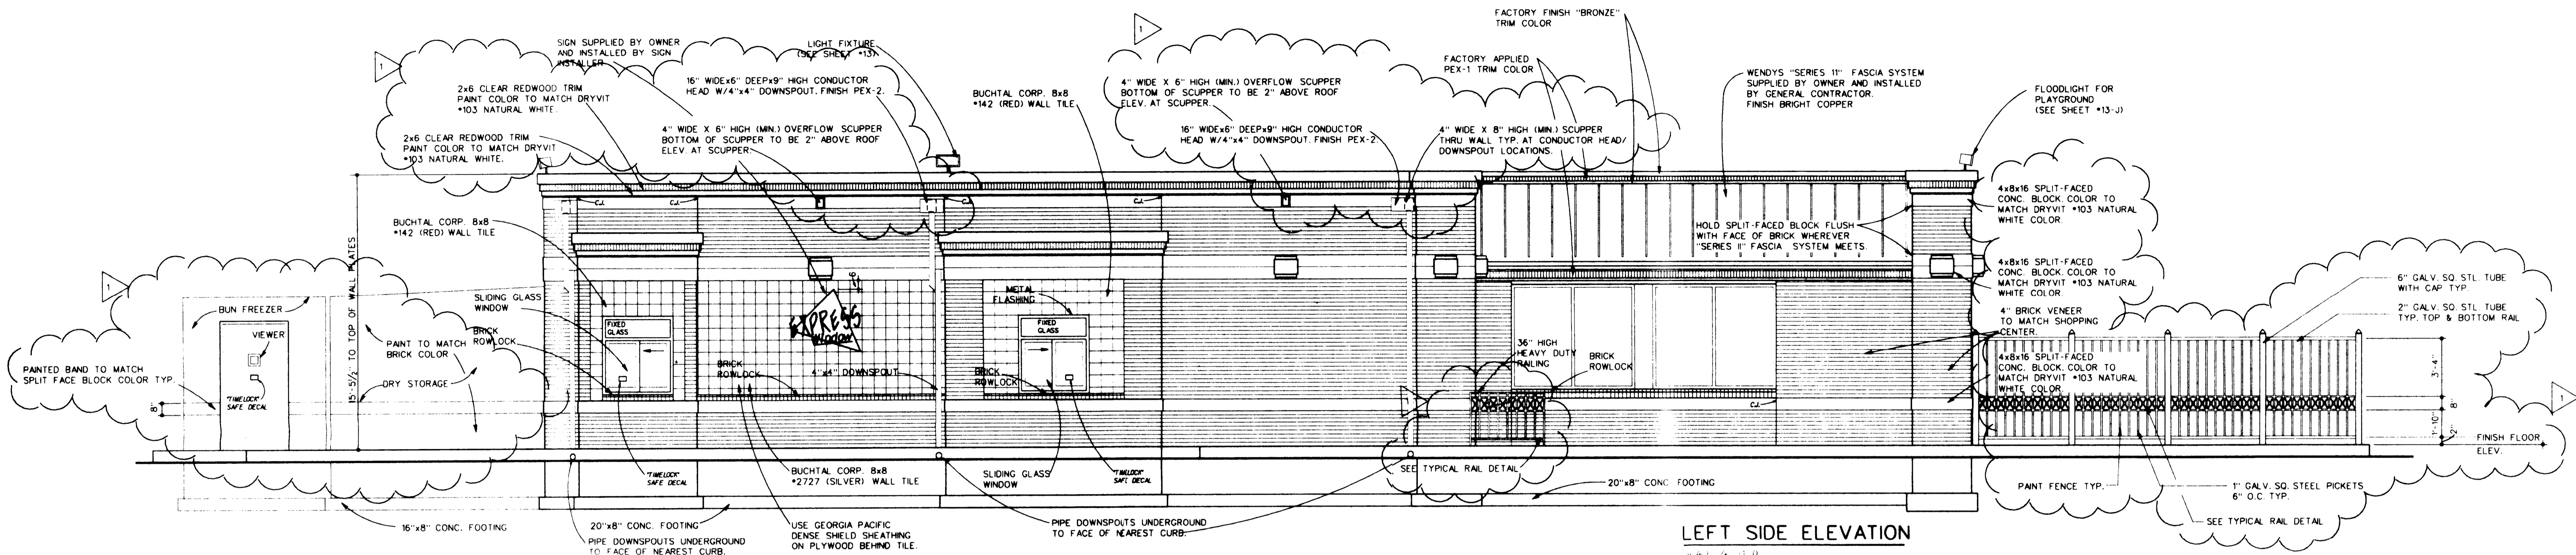 FACTORY FINISH "BRONZE"
TRIM COLOR
1
1
SIGN SUPPLIED BY OWNER
AND INSTALLED BY SIGN
INSTALLER
LIGHT FIXTURE
(SEE SHEET *13)
2x6 CLEAR REDWOOD TRIM
PAINT COLOR TO MATCH DRYVIT
*103 NATURAL WHITE.
16" WIDEx6" DEEPx9" HIGH CONDUCTOR
HEAD W/4"x4" DOWNSPOUT. FINISH PEX-2.
BUCHTAL CORP. 8x8
*142 (RED) WALL TILE
4" WIDE X 6" HIGH (MIN.) OVERFLOW SCUPPER
BOTTOM OF SCUPPER TO BE 2" ABOVE ROOF
ELEV. AT SCUPPER.
FACTORY APPLIED
PEX-1 TRIM COLOR
WENDYS "SERIES 11" FASCIA SYSTEM
SUPPLIED BY OWNER AND INSTALLED
BY GENERAL CONTRACTOR.
FINISH BRIGHT COPPER
FLOODLIGHT FOR
PLAYGROUND
(SEE SHEET *13-J)
2x6 CLEAR REDWOOD TRIM
PAINT COLOR TO MATCH DRYVIT
*103 NATURAL WHITE.
4" WIDE X 6" HIGH (MIN.) OVERFLOW SCUPPER
BOTTOM OF SCUPPER TO BE 2" ABOVE ROOF
ELEV. AT SCUPPER.
16" WIDEx6" DEEPx9" HIGH CONDUCTOR
HEAD W/4"x4" DOWNSPOUT. FINISH PEX-2.
4" WIDE X 8" HIGH (MIN.) SCUPPER
THRU WALL TYP. AT CONDUCTOR HEAD/
DOWNSPOUT LOCATIONS.
4x8x16 SPLIT-FACED
CONC. BLOCK. COLOR TO
MATCH DRYVIT *103 NATURAL
WHITE COLOR.
C.J.
C.J.
C.J.
C.J.
BUCHTAL CORP. 8x8
*142 (RED) WALL TILE
HOLD SPLIT-FACED BLOCK FLUSH
WITH FACE OF BRICK WHEREVER
"SERIES II" FASCIA SYSTEM MEETS.
15'-5 1/2" TO TOP OF WALL PLATES
1
BUN FREEZER
SLIDING GLASS
WINDOW
6
METAL
FLASHING
4x8x16 SPLIT-FACED
CONC. BLOCK. COLOR TO
MATCH DRYVIT *103 NATURAL
WHITE COLOR.
6" GALV. SQ. STL. TUBE
WITH CAP TYP.
2" GALV. SQ. STL. TUBE
TYP. TOP & BOTTOM RAIL
VIEWER
FIXED
GLASS
EXPRESS
Window
FIXED
GLASS
4" BRICK VENEER
TO MATCH SHOPPING
CENTER.
BRICK
ROWLOCK
PAINT TO MATCH
BRICK COLOR
36" HIGH
HEAVY DUTY
RAILING
BRICK
ROWLOCK
4x8x16 SPLIT-FACED
CONC. BLOCK. COLOR TO
MATCH DRYVIT *103 NATURAL
WHITE COLOR.
PAINTED BAND TO MATCH
SPLIT FACE BLOCK COLOR TYP.
DRY STORAGE
BRICK
ROWLOCK
4"x4" DOWNSPOUT
BRICK
ROWLOCK
3'-4"
8"
1'-10"
2"
1
8"
"TIMELOCK"
SAFE DECAL
C.J.
FINISH FLOOR
ELEV.
"TIMELOCK"
SAFE DECAL
BUCHTAL CORP. 8x8
*2727 (SILVER) WALL TILE
SLIDING GLASS
WINDOW
"TIMELOCK"
SAFE DECAL
SEE TYPICAL RAIL DETAIL
20"x8" CONC FOOTING
PAINT FENCE TYP.
1" GALV. SQ. STEEL PICKETS
6" O.C. TYP.
16"x8" CONC. FOOTING
20"x8" CONC. FOOTING
PIPE DOWNSPOUTS UNDERGROUND
TO FACE OF NEAREST CURB.
USE GEORGIA PACIFIC
DENSE SHIELD SHEATHING
ON PLYWOOD BEHIND TILE.
PIPE DOWNSPOUTS UNDERGROUND
TO FACE OF NEAREST CURB.
SEE TYPICAL RAIL DETAIL
LEFT SIDE ELEVATION